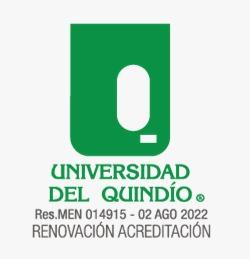 UNIVERSIDAD
DEL QUINDÍO ®
Res.MEN 014915 - 02 AGO 2022
RENOVACIÓN ACREDITACIÓN